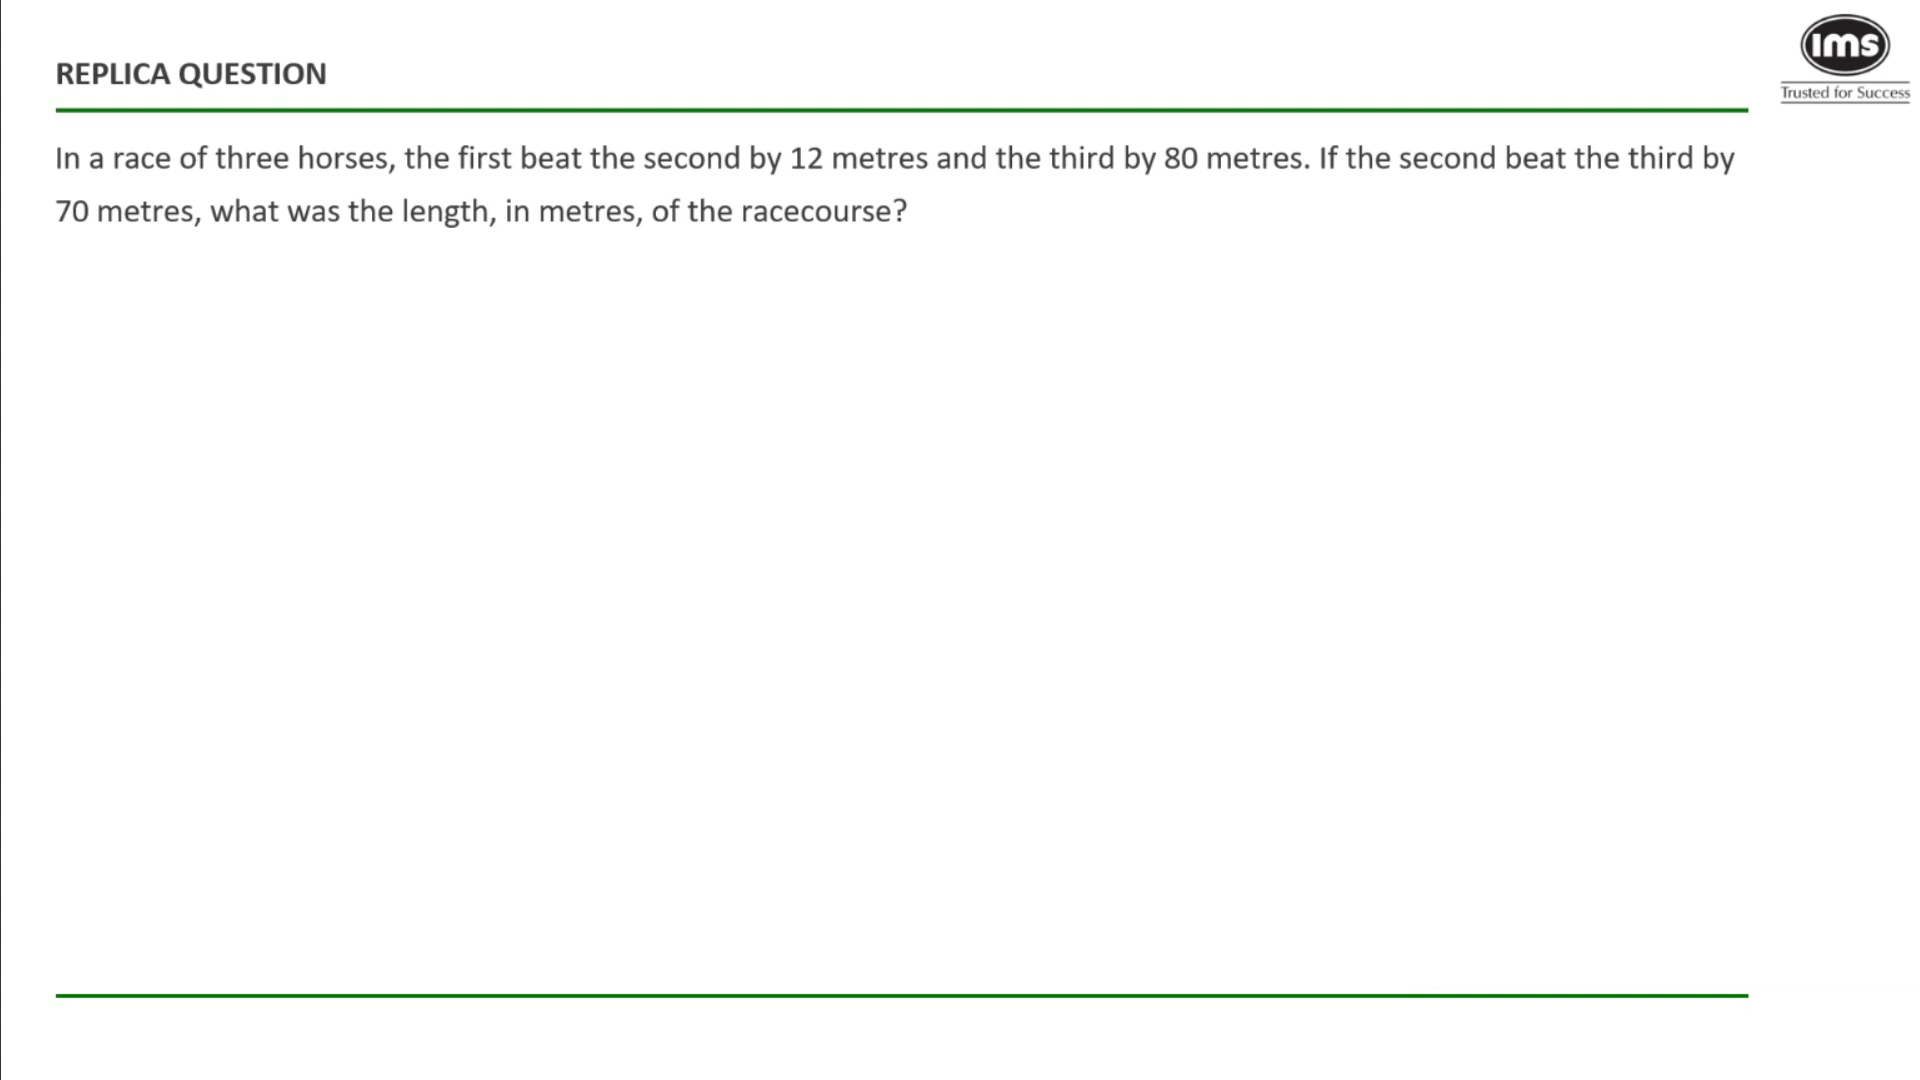 ims
Trusted for Success
REPLICA QUESTION
In a race of three horses, the first beat the second by 12 metres and the third by 80 metres. If the second beat the third by
70 metres, what was the length, in metres, of the racecourse?